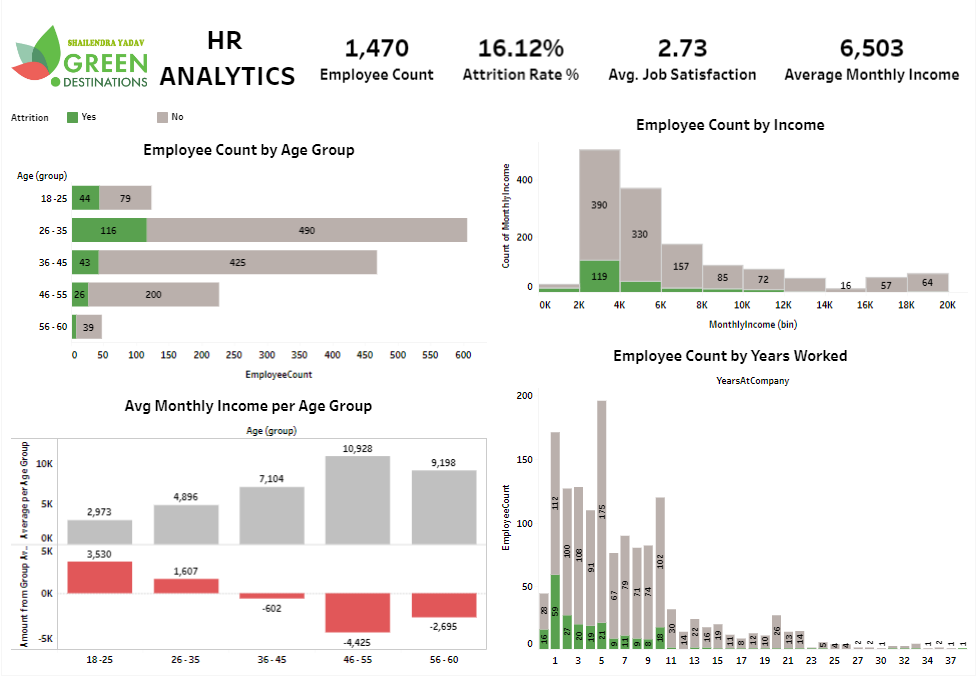 SHAILENDRA YADAV
GREEN
DESTINATIONS
HR
ANALYTICS
1,470
Employee Count
16.12%
Attrition Rate %
2.73
Avg. Job Satisfaction
6,503
Average Monthly Income
Attrition
Yes
No
Employee Count by Age Group
Age (group)
18-25 44 79
26-35 116 490
36-45 43 425
46-55 26 200
56-60 39
0 50 100 150 200 250 300 350 400 450 500 550 600
EmployeeCount
Employee Count by Income
Count of MonthlyIncome
400
200
0
390
330
157
85
72
16
57
64
119
0K 2K 4K 6K 8K 10K 12K 14K 16K 18K 20K
MonthlyIncome (bin)
Avg Monthly Income per Age Group
Age (group)
Average per Age Group
10K
5K
0K
2,973
4,896
7,104
10,928
9,198
Amount from Group Av..
5K
0K
-5K
3,530
1,607
-602
-4,425
-2,695
18-25 26-35 36-45 46-55 56-60
Employee Count by Years Worked
YearsAtCompany
EmployeeCount
200
150
100
50
0
28 112 100 108 91 175 67 79 71 74 102 30 14 22 16 19 11 8 12 10 26 13 14 5 4 4 2 2 1 1 2 1 1
16 59 27 20 19 21 9 11 9 8 18
1 3 5 7 9 11 13 15 17 19 21 23 25 27 30 32 34 37